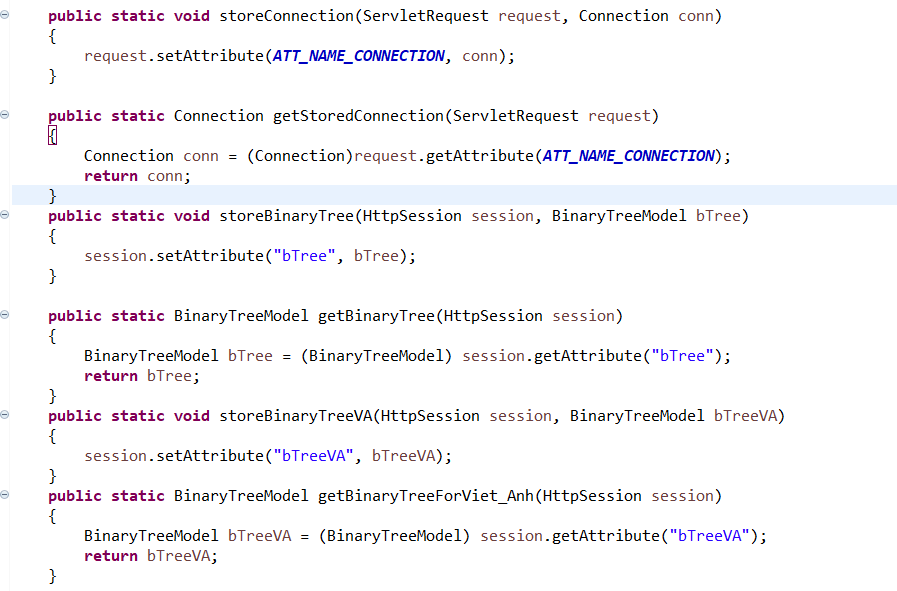 public static void storeConnection(ServletRequest request, Connection conn)
{
request.setAttribute(ATT_NAME_CONNECTION, conn);
}
public static Connection getStoredConnection(ServletRequest request)
{
Connection conn = (Connection)request.getAttribute(ATT_NAME_CONNECTION);
return conn;
}
public static void storeBinaryTree(HttpSession session, BinaryTreeModel bTree)
{
session.setAttribute("bTree", bTree);
}
public static BinaryTreeModel getBinaryTree(HttpSession session)
{
BinaryTreeModel bTree = (BinaryTreeModel) session.getAttribute("bTree");
return bTree;
}
public static void storeBinaryTreeVA(HttpSession session, BinaryTreeModel bTreeVA)
{
session.setAttribute("bTreeVA", bTreeVA);
}
public static BinaryTreeModel getBinaryTreeForViet_Anh(HttpSession session)
{
BinaryTreeModel bTreeVA = (BinaryTreeModel) session.getAttribute("bTreeVA");
return bTreeVA;
}